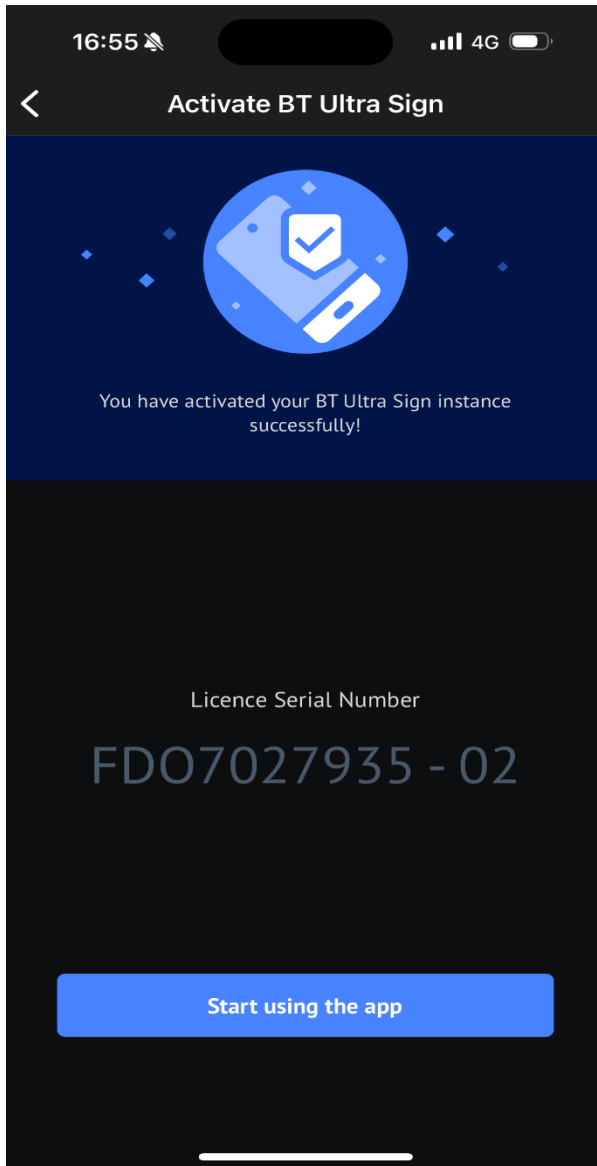 16:55 4G
Activate BT Ultra Sign
You have activated your BT Ultra Sign instance
successfully!
Licence Serial Number
FDO7027935 - 02
Start using the app